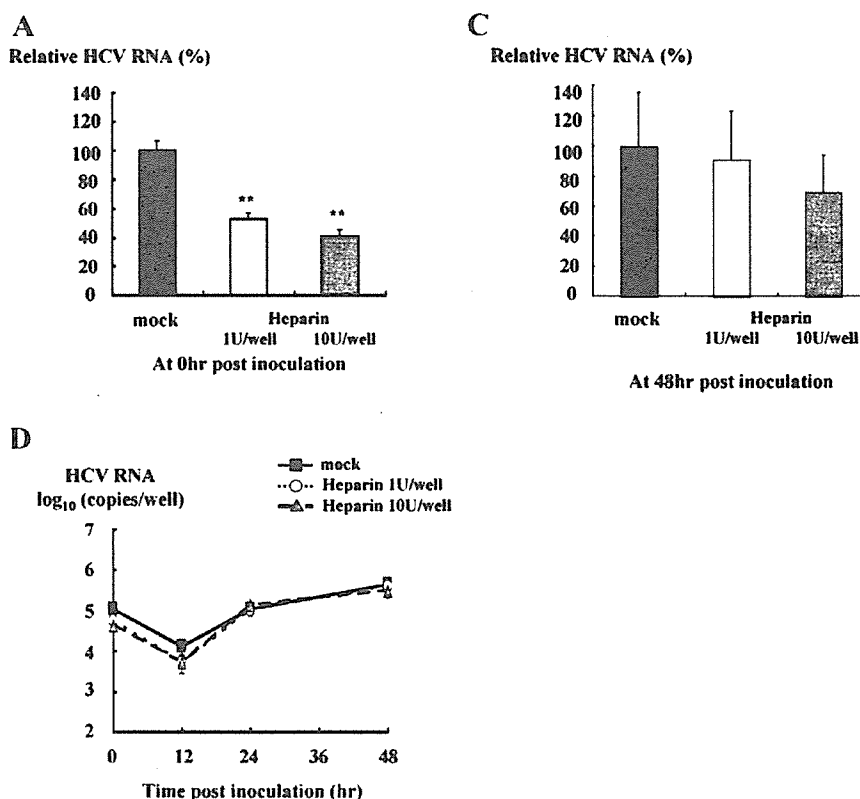 A
Relative HCV RNA (%)
140
120
100
80
60
40
20
0
**
**
mock
Heparin
1U/well
10U/well
At 0hr post inoculation
C
Relative HCV RNA (%)
140
120
100
80
60
40
20
0
mock
Heparin
1U/well
10U/well
At 48hr post inoculation
D
HCV RNA
log₁₀ (copies/well)
mock
Heparin 1U/well
Heparin 10U/well
7
6
5
4
3
2
0
12
24
36
48
Time post inoculation (hr)